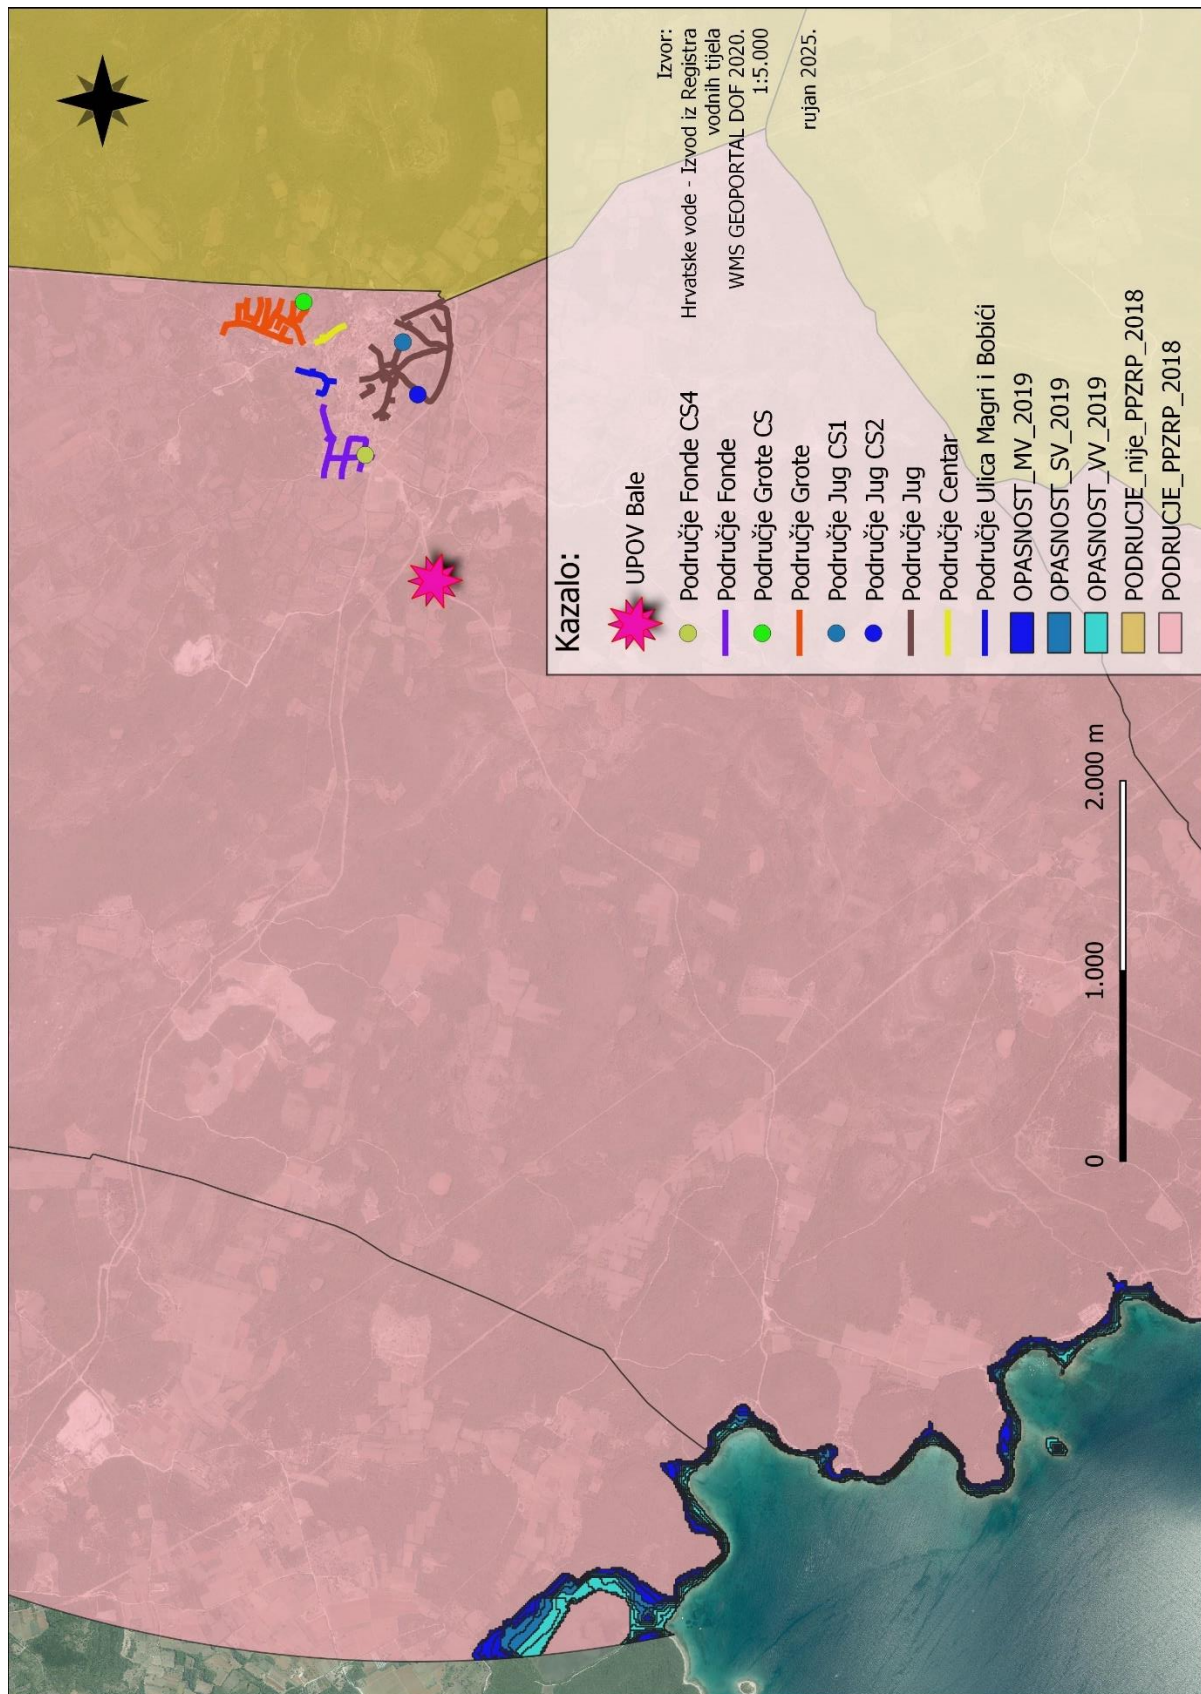 Kazalo:
UPOV Bale
Područje Fonde CS4
Područje Fonde
Područje Grote CS
Područje Grote
Područje Jug CS1
Područje Jug CS2
Područje Jug
Područje Centar
Područje Ulica Magri i Bobići
OPASNOST_MV_2019
OPASNOST_SV_2019
OPASNOST_VV_2019
PODRUCJE_nije_PPZRP_2018
PODRUCJE_PPZRP_2018
Izvor:
Hrvatske vode - Izvod iz Registra
vodnih tijela
WMS GEOPORTAL DOF 2020.
1:5.000
rujan 2025.
0 1.000 2.000 m